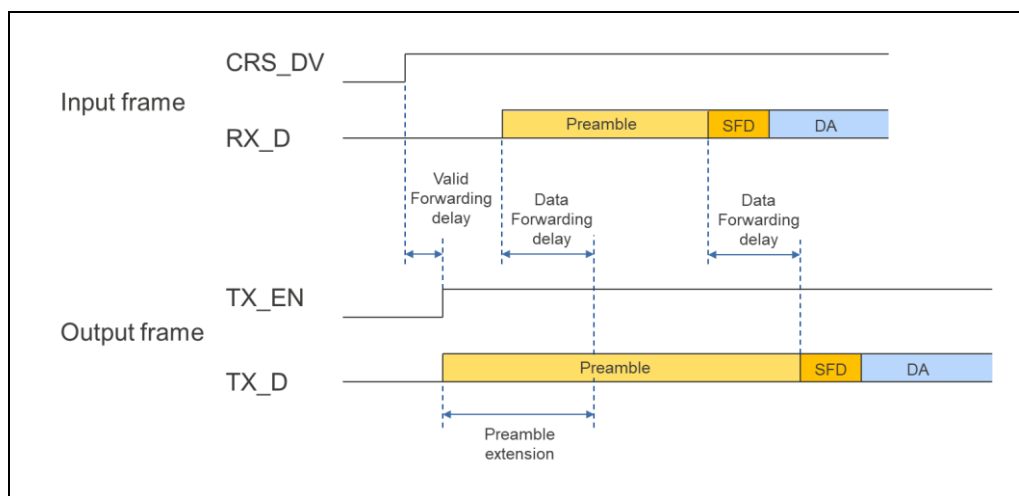 CRS_DV
Input frame
Preamble
SFD
DA
RX_D
Valid
Forwarding
delay
Data
Forwarding
delay
Data
Forwarding
delay
TX_EN
Output frame
Preamble
SFD
DA
TX_D
Preamble
extension